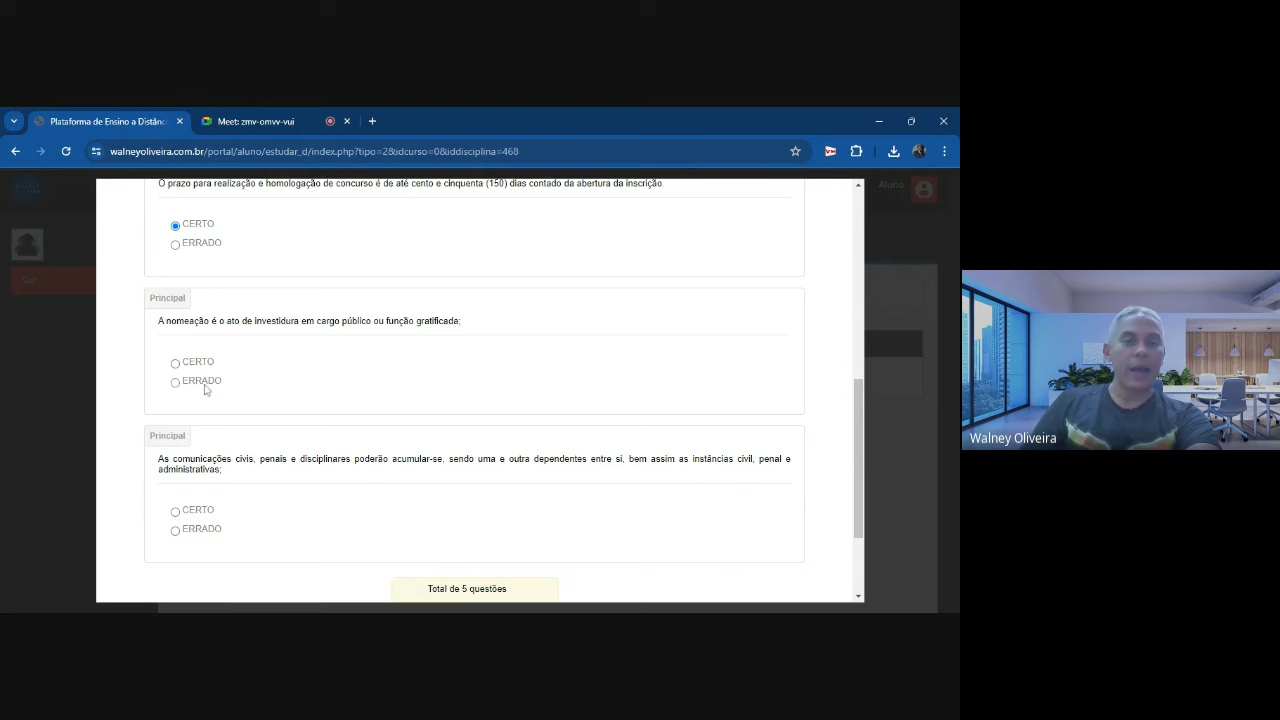 Plataforma de Ensino a Distânc
Meet: zmv-omvv-vui
walneyoliveira.com.br/portal/aluno/estudar_d/index.php?tipo=2&idcurso=0&iddisciplina=468
Aluno
Sair
O prazo para realização e homologação de concurso é de até cento e cinquenta (150) dias contado da abertura da inscrição.
CERTO
ERRADO
Principal
A nomeação é o ato de investidura em cargo público ou função gratificada;
CERTO
ERRADO
Principal
As comunicações civis, penais e disciplinares poderão acumular-se, sendo uma e outra dependentes entre si, bem assim as instâncias civil, penal e
administrativas;
CERTO
ERRADO
Total de 5 questões
Walney Oliveira